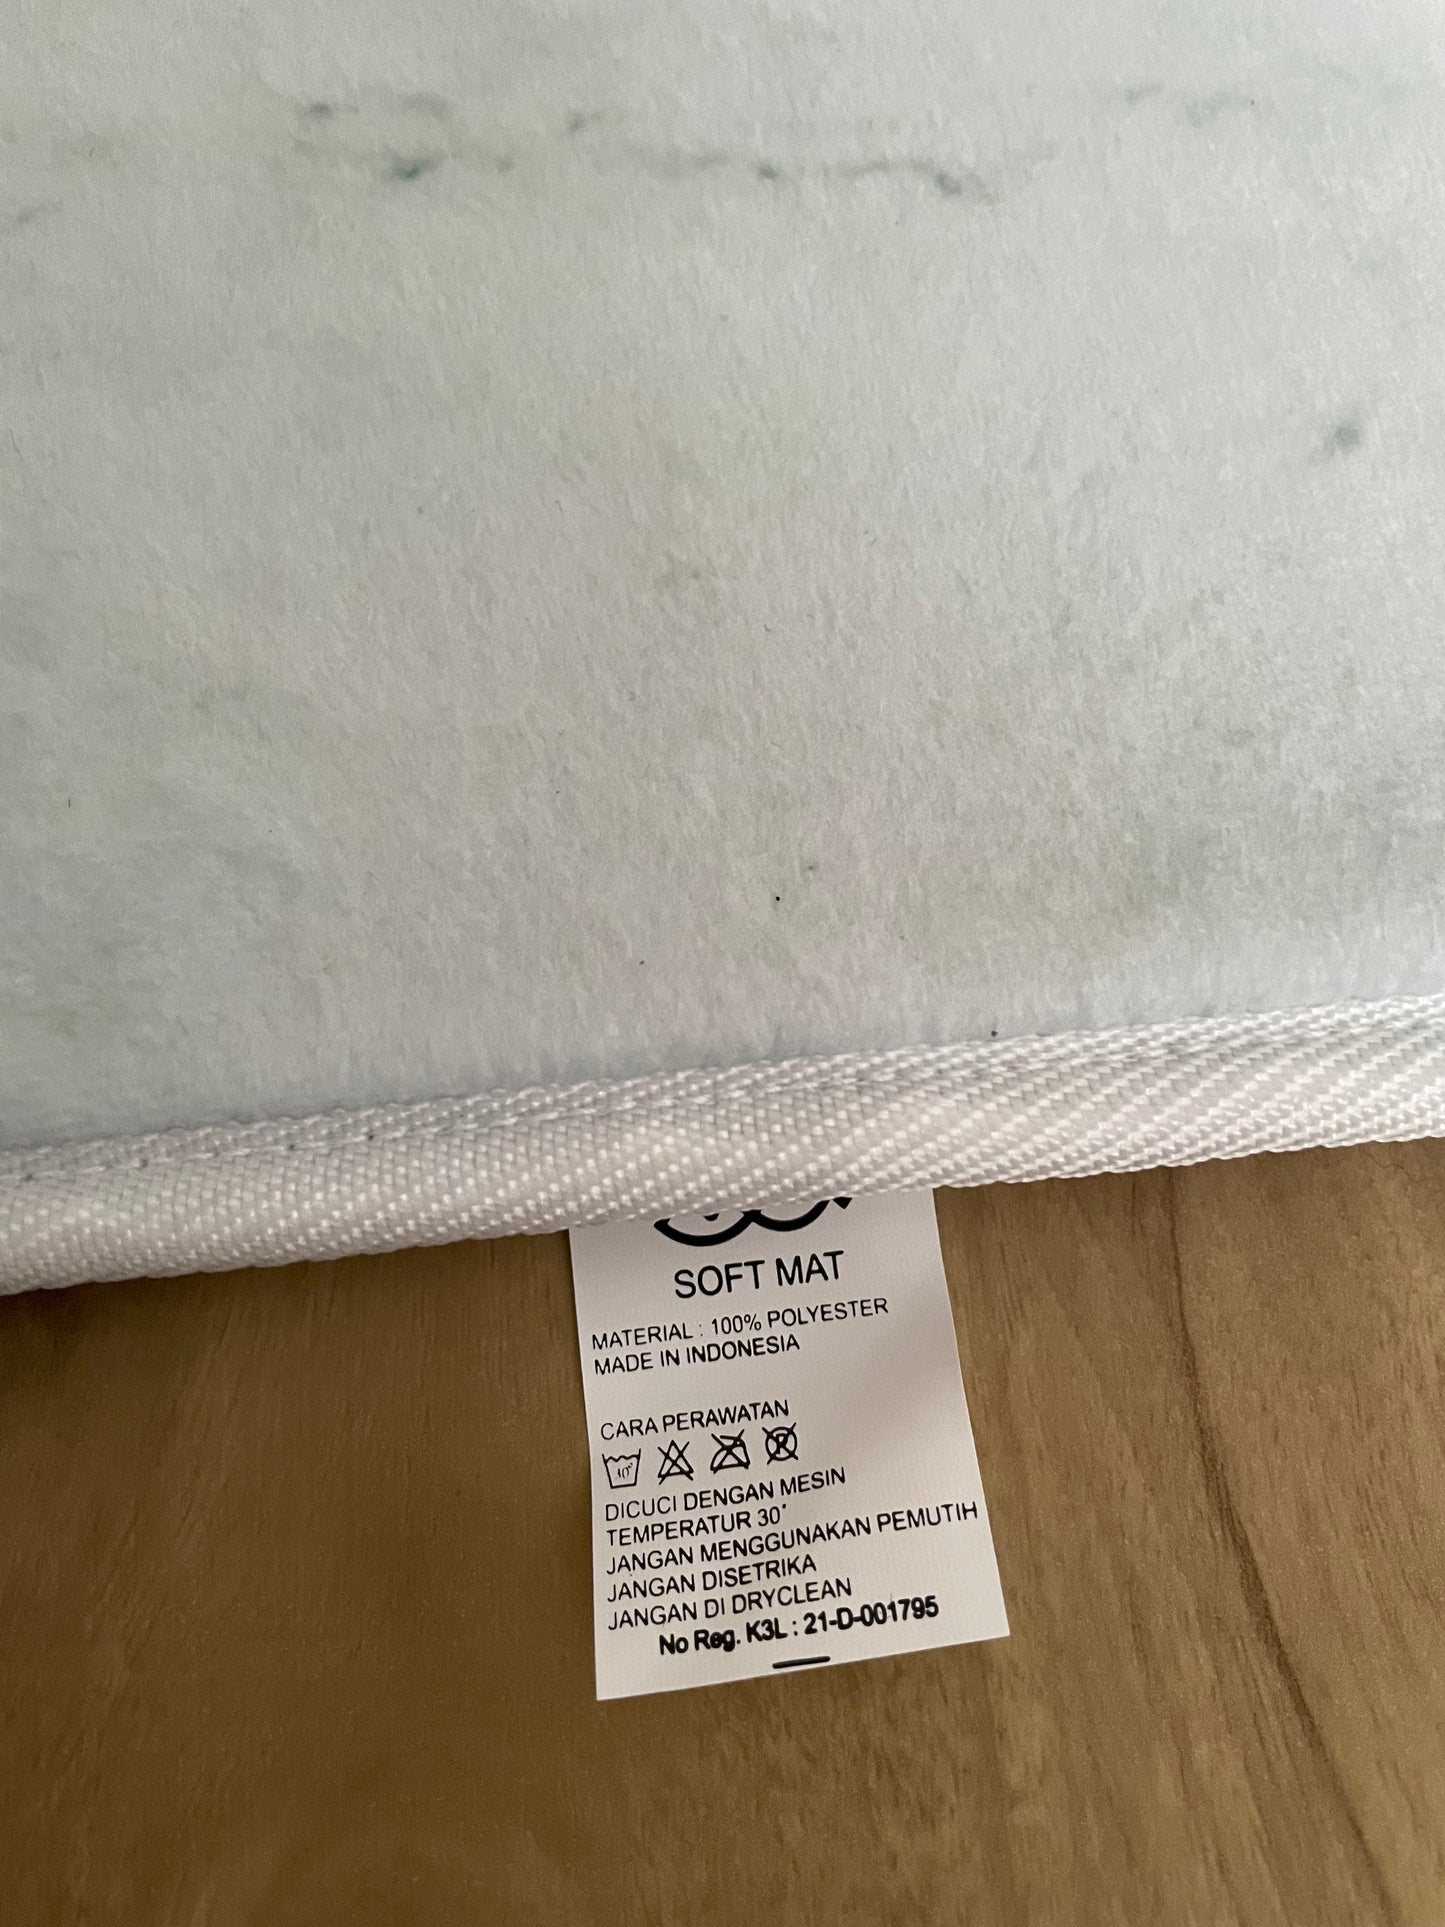 SOFT MAT
MATERIAL : 100% POLYESTER
MADE IN INDONESIA
CARA PERAWATAN
DICUCI DENGAN MESIN
TEMPERATUR 30°
JANGAN MENGGUNAKAN PEMUTIH
JANGAN DISETRIKA
JANGAN DI DRYCLEAN
No Reg. K3L : 21-D-001795